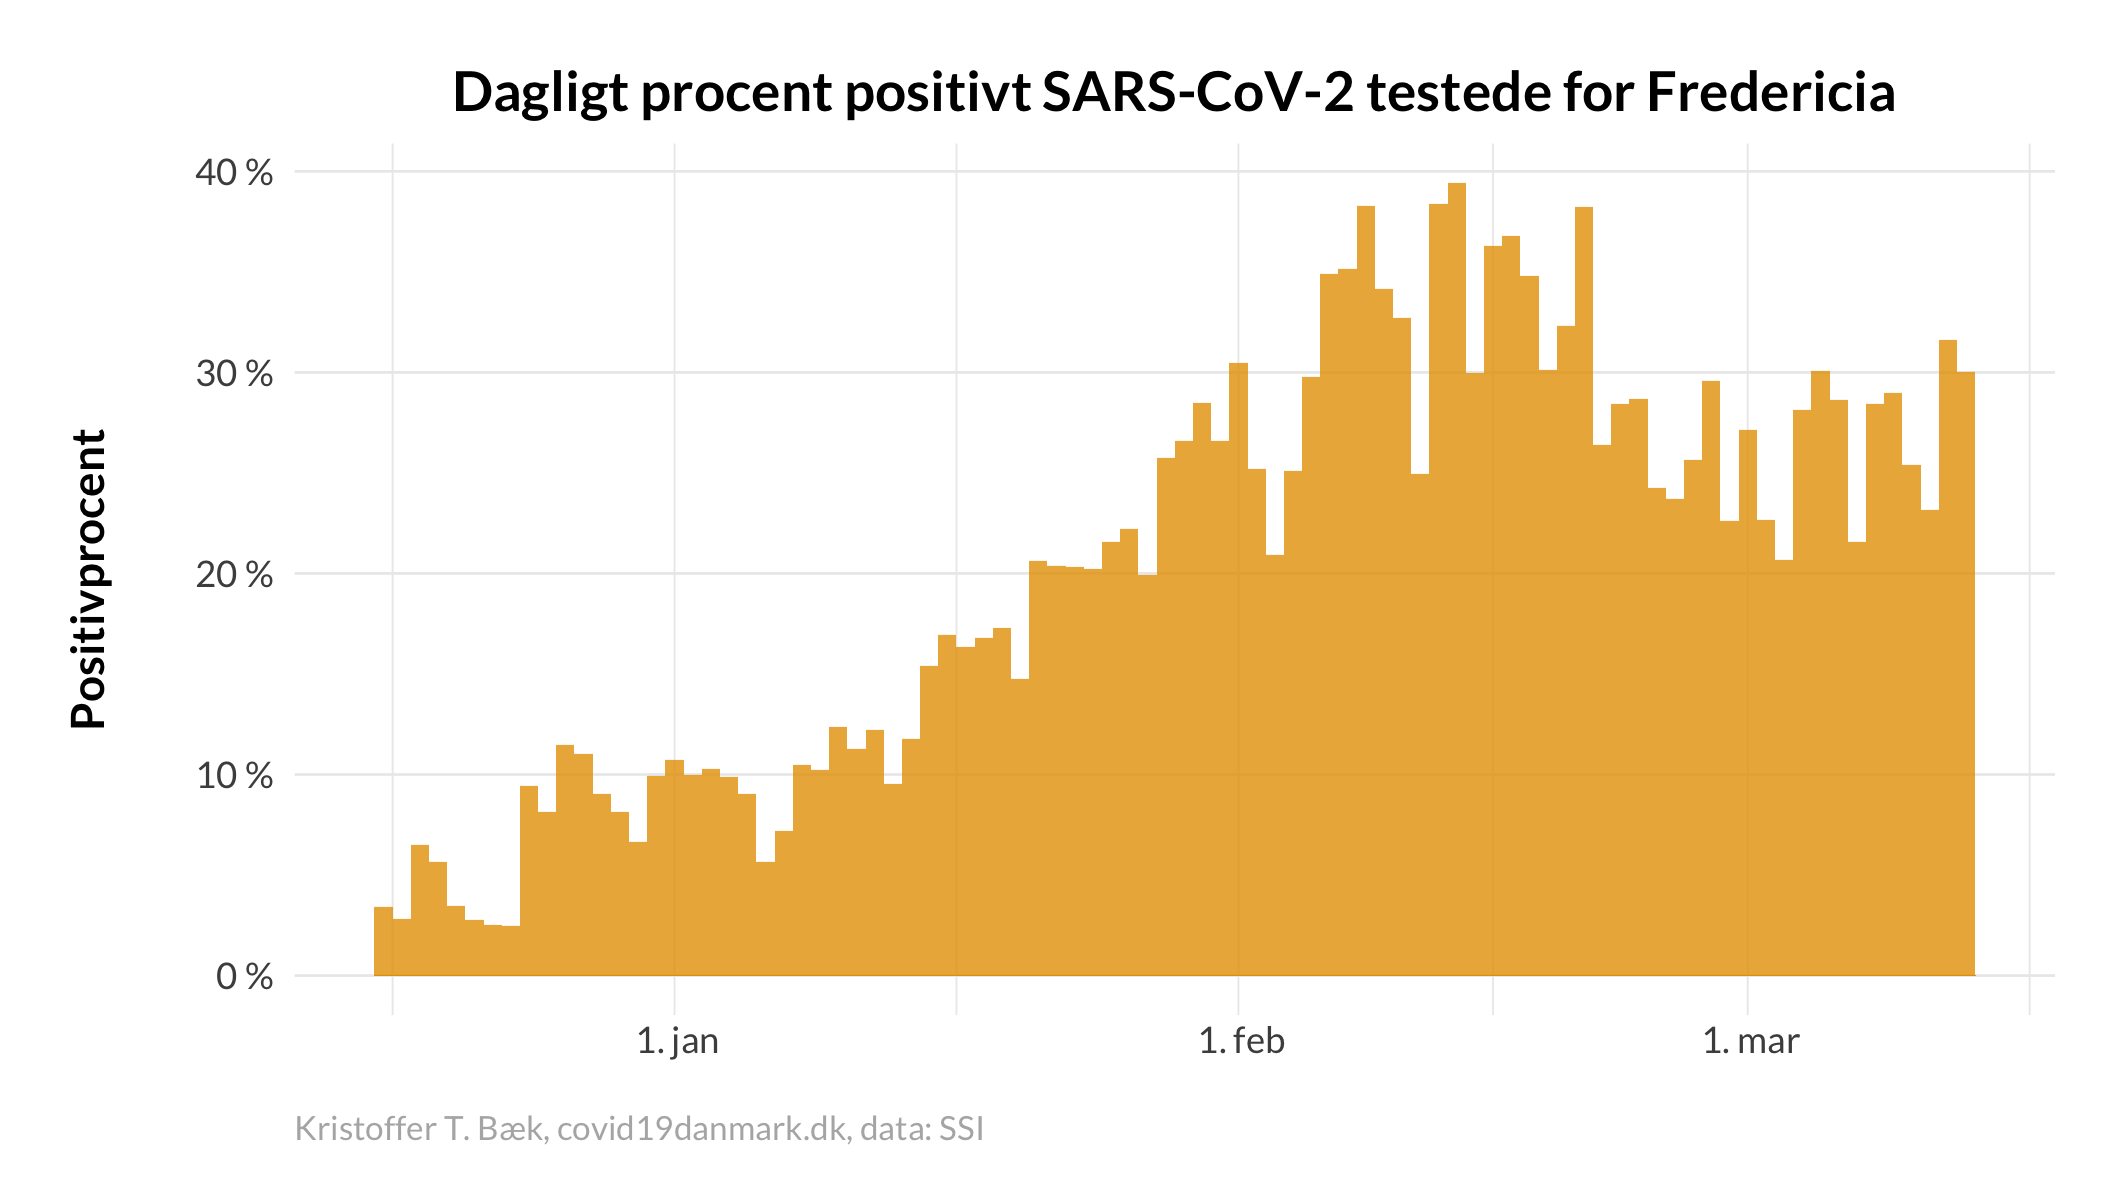 Dagligt procent positivt SARS-CoV-2 testede for Fredericia
Positivprocent
40 %
30 %
20 %
10 %
0 %
1. jan
1. feb
1. mar
Kristoffer T. Bæk, covid19danmark.dk, data: SSI